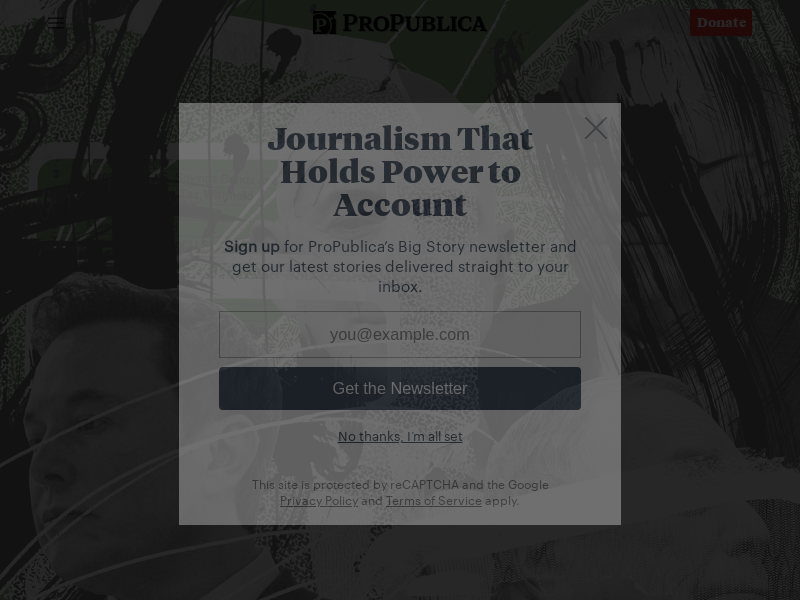 PROPUBLICA
Donate
Journalism That
Holds Power to
Account
Sign up for ProPublica's Big Story newsletter and
get our latest stories delivered straight to your
inbox.
you@example.com
Get the Newsletter
No thanks, I'm all set
This site is protected by reCAPTCHA and the Google
Privacy Policy and Terms of Service apply.